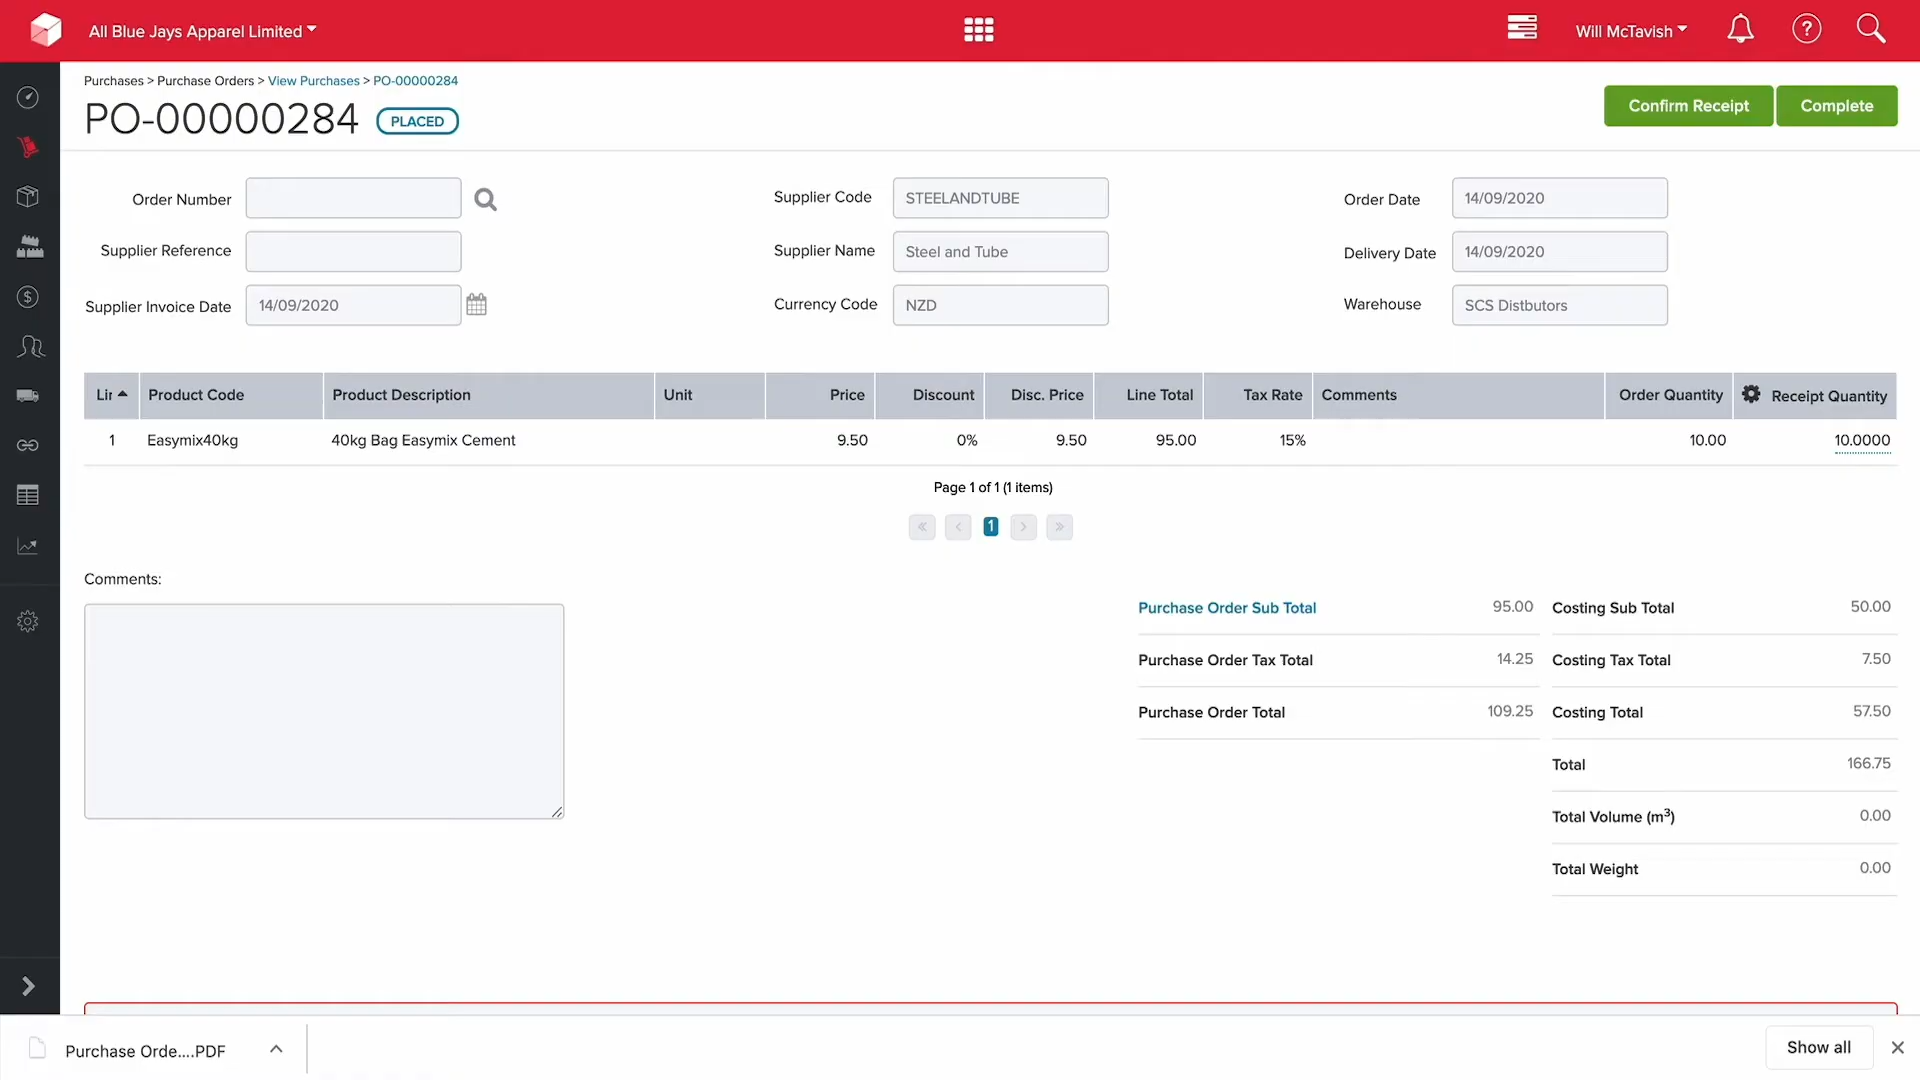 All Blue Jays Apparel Limited
Will McTavish
?
Purchases > Purchase Orders > View Purchases > PO-00000284
PO-00000284 PLACED
Confirm Receipt Complete
Order Number
Supplier Code STEELANDTUBE
Order Date 14/09/2020
Supplier Reference
Supplier Name Steel and Tube
Delivery Date 14/09/2020
Supplier Invoice Date 14/09/2020
Currency Code NZD
Warehouse SCS Distbutors
Lir Product Code Product Description Unit Price Discount Disc. Price Line Total Tax Rate Comments Order Quantity Receipt Quantity
1 Easymix40kg 40kg Bag Easymix Cement 9.50 0% 9.50 95.00 15% 10.00 10.0000
Page 1 of 1 (1 items)
« < 1 > »
Comments:
Purchase Order Sub Total 95.00 Costing Sub Total 50.00
Purchase Order Tax Total 14.25 Costing Tax Total 7.50
Purchase Order Total 109.25 Costing Total 57.50
Total 166.75
Total Volume (m³) 0.00
Total Weight 0.00
Purchase Orde....PDF
Show all